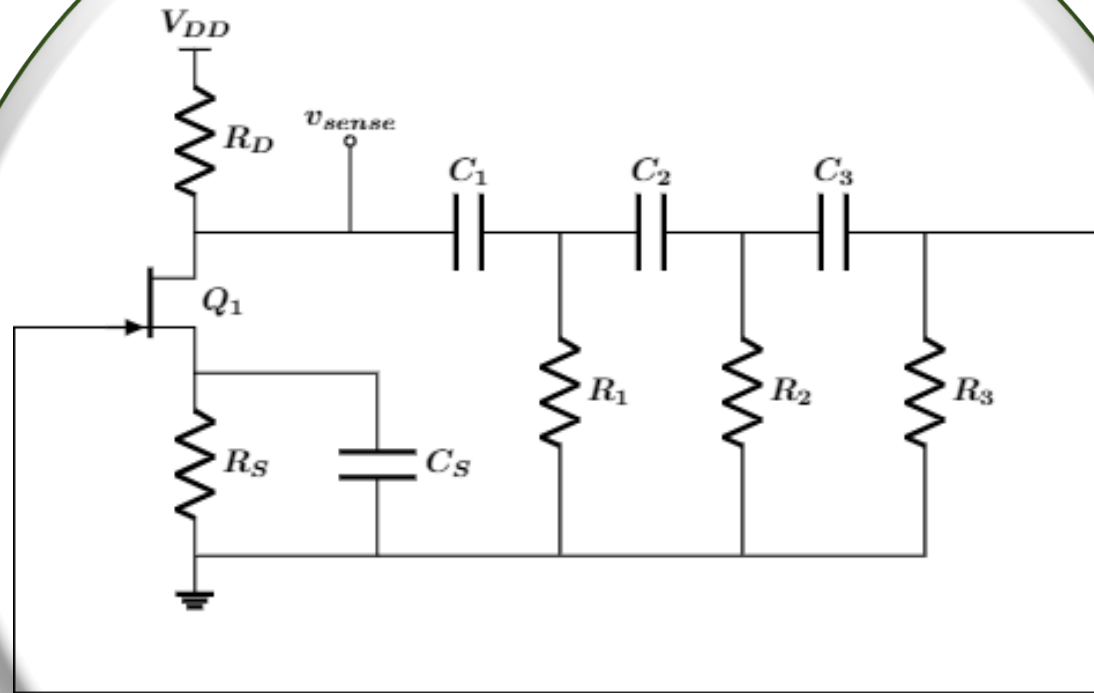 V_DD
R_D
v_sense
C_1
C_2
C_3
Q_1
R_1
R_2
R_3
R_S
C_S